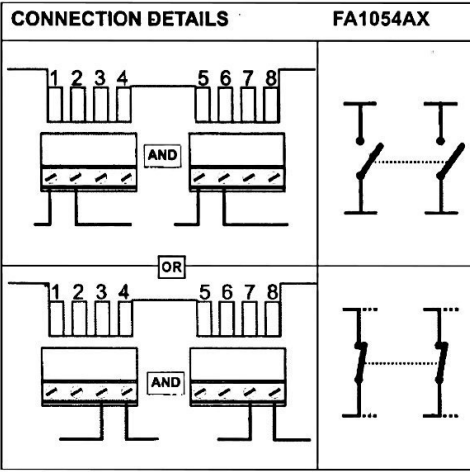 CONNECTION DETAILS FA1054AX
1 2 3 4 5 6 7 8
AND
OR
1 2 3 4 5 6 7 8
AND